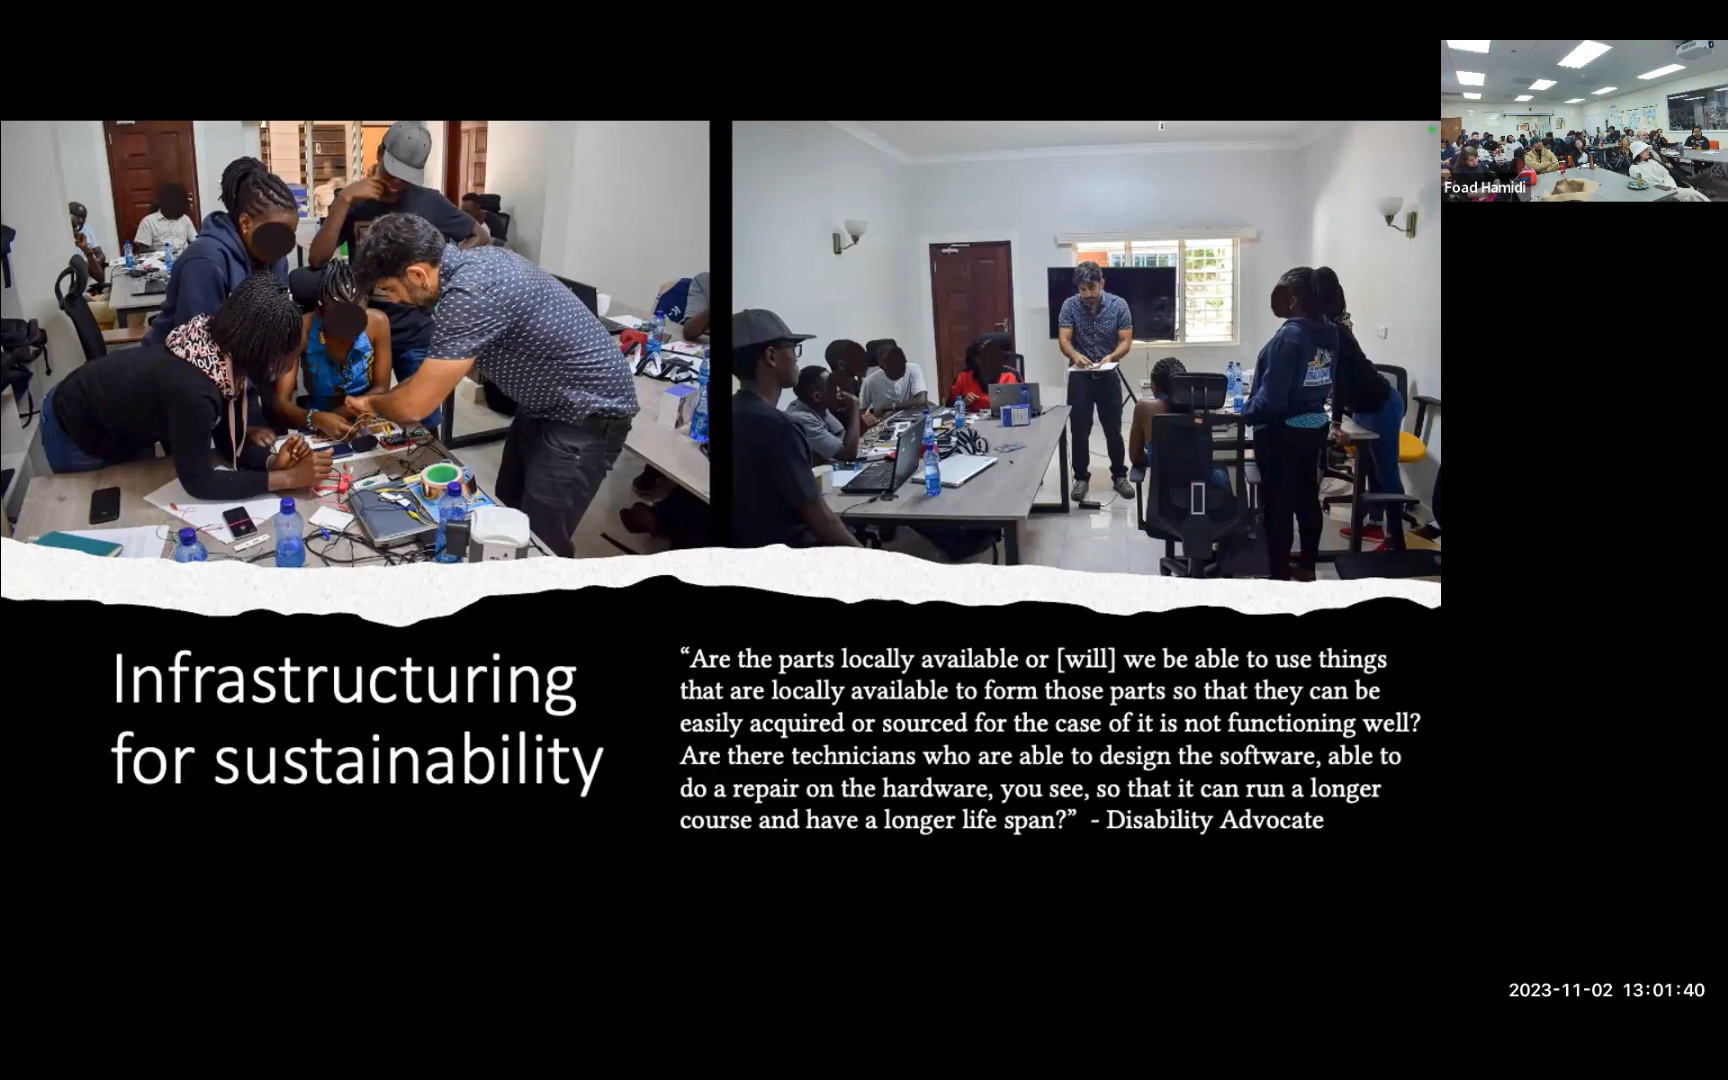 Foad Hamidi
Infrastructuring
for sustainability
“Are the parts locally available or [will] we be able to use things
that are locally available to form those parts so that they can be
easily acquired or sourced for the case of it is not functioning well?
Are there technicians who are able to design the software, able to
do a repair on the hardware, you see, so that it can run a longer
course and have a longer life span?” - Disability Advocate
2023-11-02 13:01:40